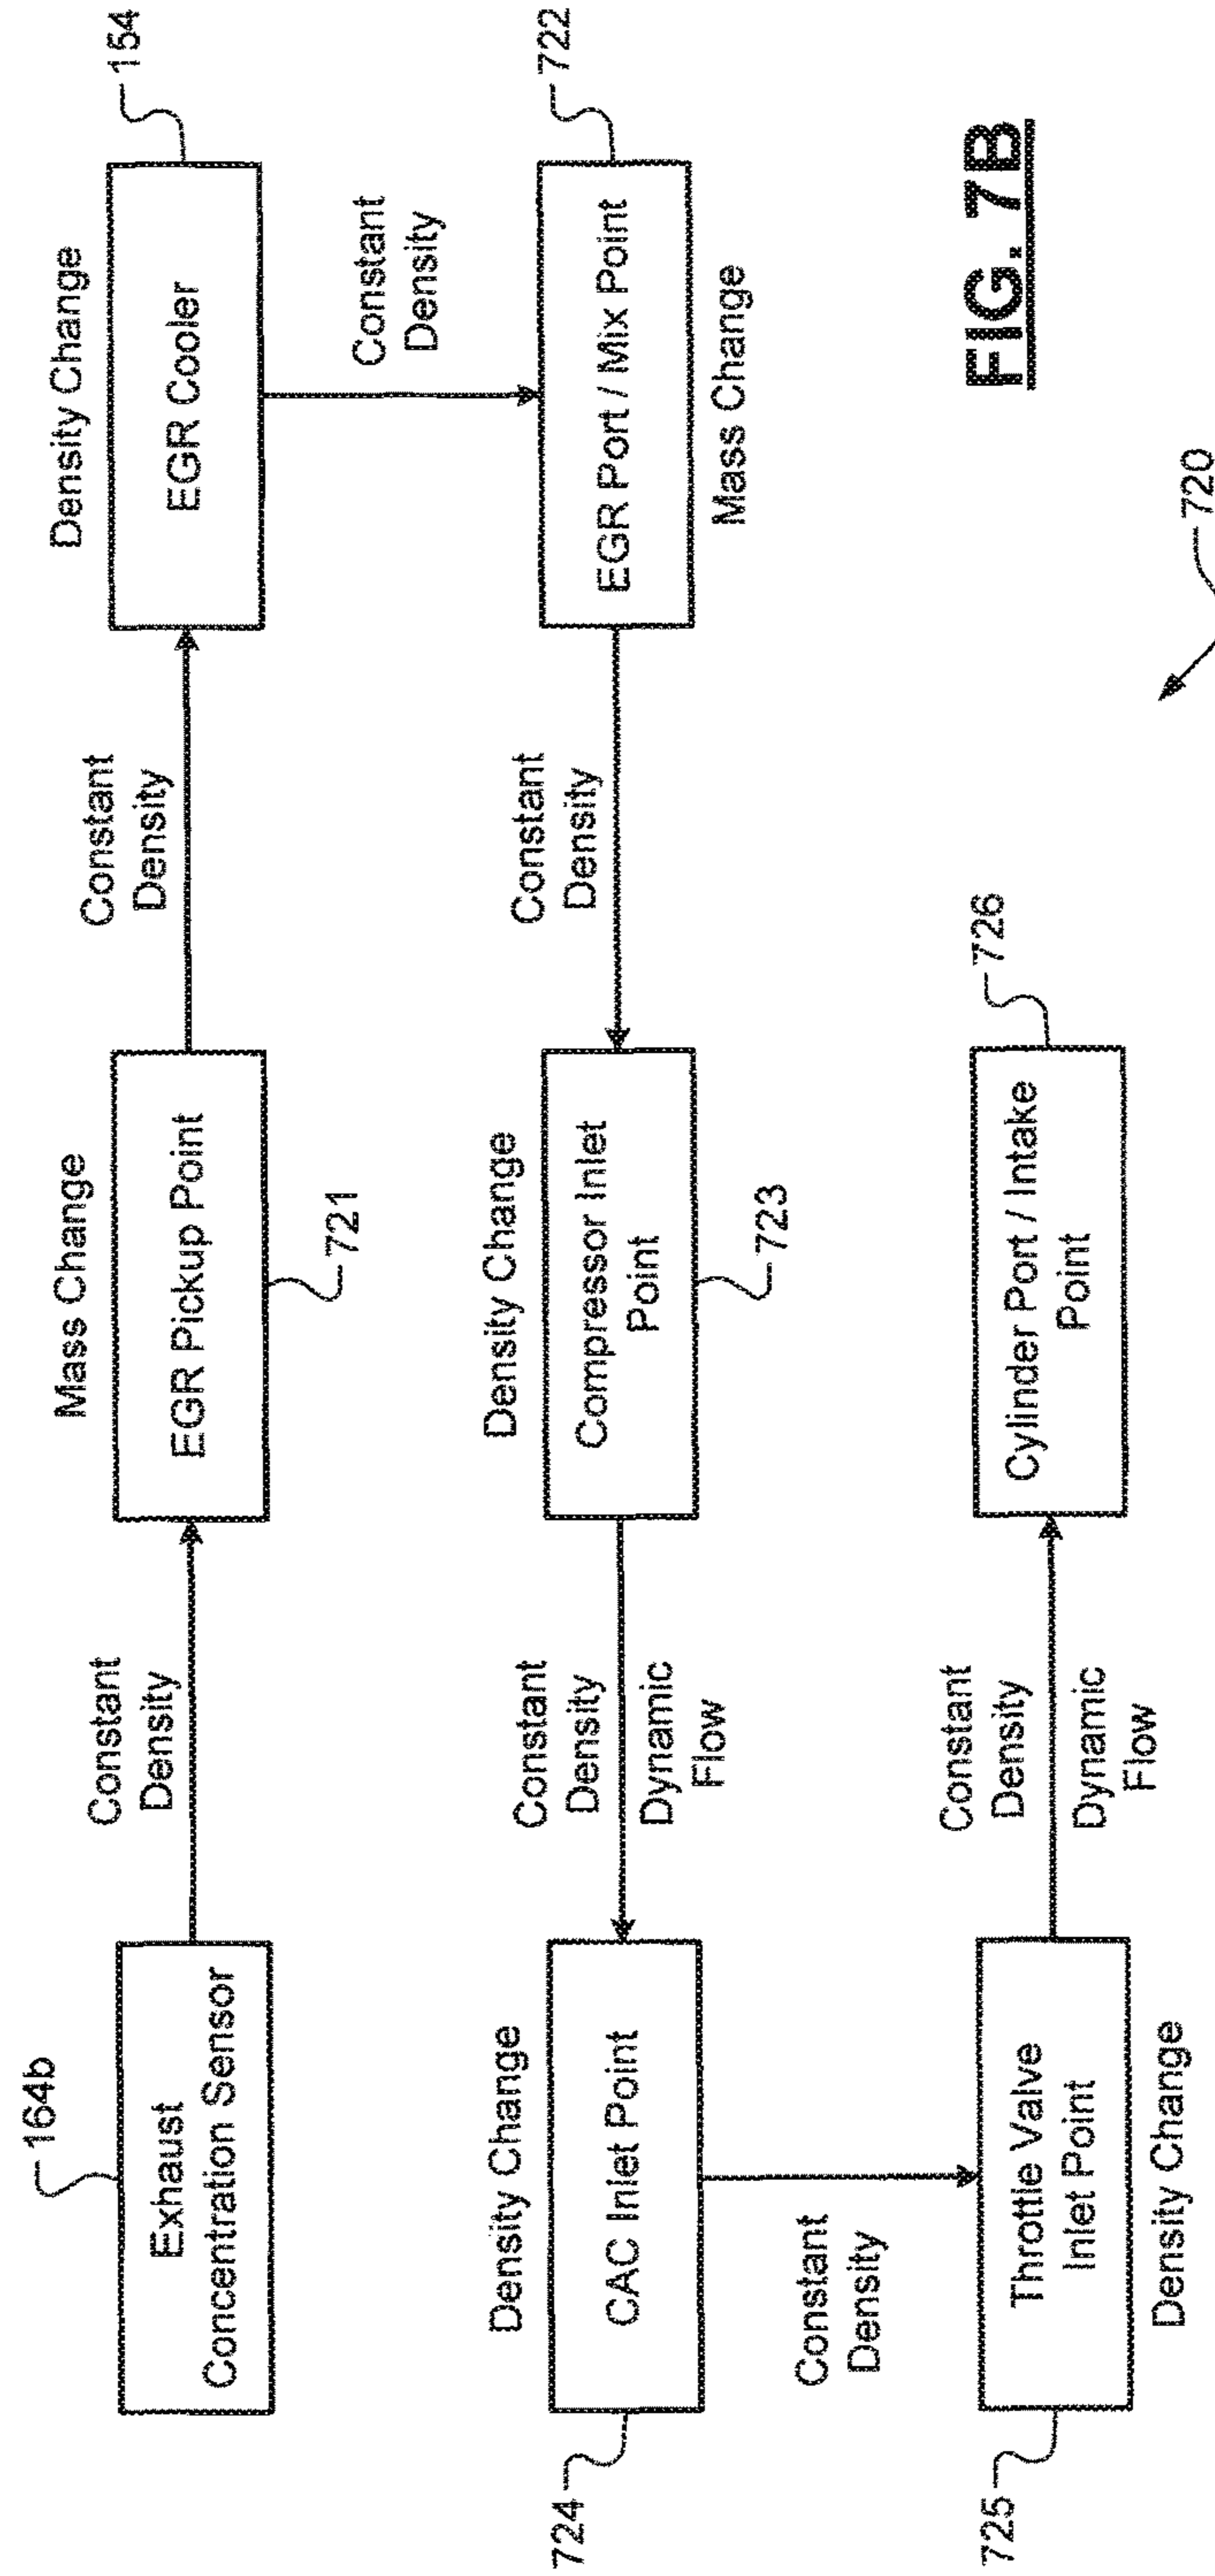 164b
Exhaust
Concentration Sensor
Constant
Density
Mass Change
EGR Pickup Point
721
Constant
Density
Density Change
EGR Cooler
154
Constant
Density
EGR Port / Mix Point
722
Mass Change
Constant
Density
Density Change
Compressor Inlet
Point
723
Constant
Density
Dynamic
Flow
Density Change
CAC Inlet Point
724
Constant
Density
Throttle Valve
Inlet Point
725
Density Change
Constant
Density
Dynamic
Flow
Cylinder Port / Intake
Point
726
FIG. 7B
720